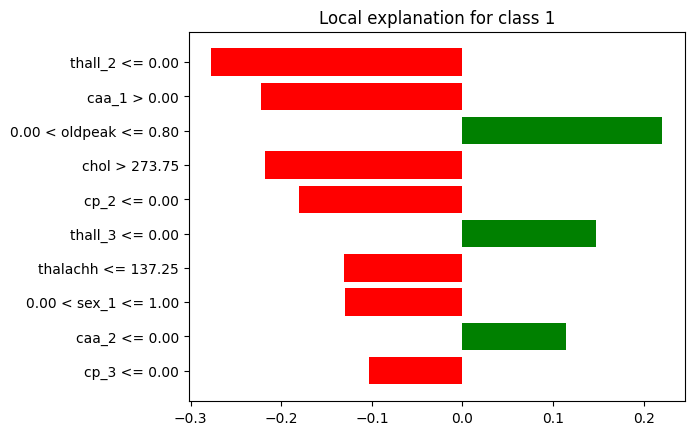 Local explanation for class 1
thall_2 <= 0.00
caa_1 > 0.00
0.00 < oldpeak <= 0.80
chol > 273.75
cp_2 <= 0.00
thall_3 <= 0.00
thalachh <= 137.25
0.00 < sex_1 <= 1.00
caa_2 <= 0.00
cp_3 <= 0.00
−0.3 −0.2 −0.1 0.0 0.1 0.2